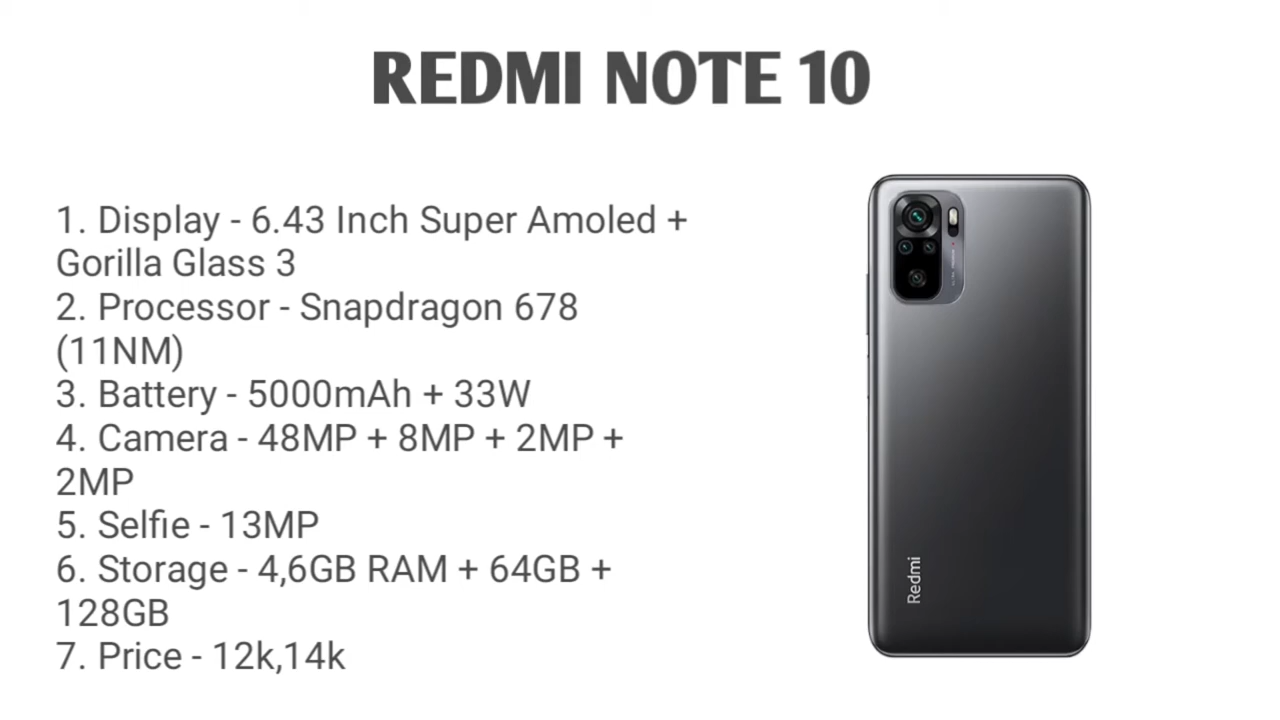 REDMI NOTE 10
1. Display - 6.43 Inch Super Amoled +
Gorilla Glass 3
2. Processor - Snapdragon 678
(11NM)
3. Battery - 5000mAh + 33W
4. Camera - 48MP + 8MP + 2MP +
2MP
5. Selfie - 13MP
6. Storage - 4,6GB RAM + 64GB +
128GB
7. Price - 12k,14k
Redmi